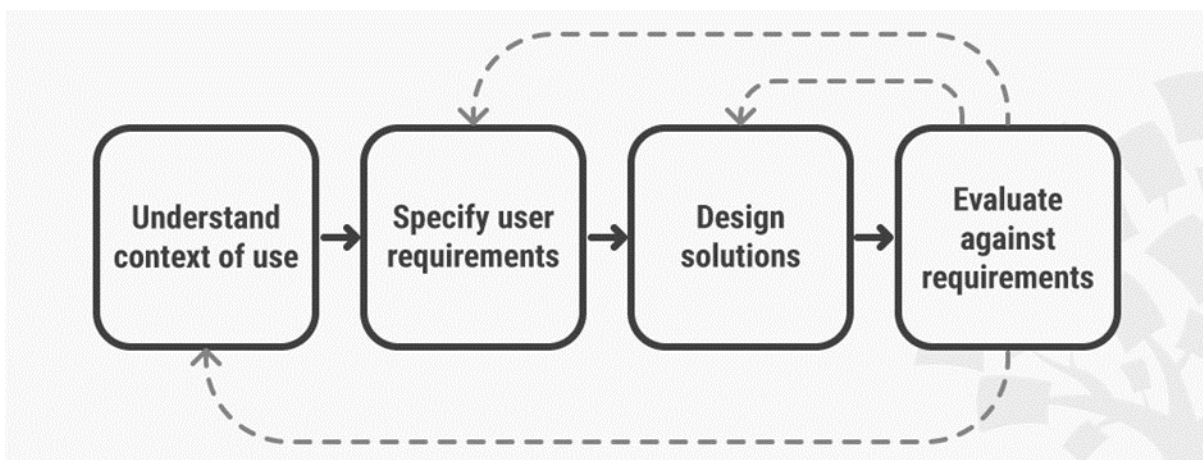 Understand
context of use
Specify user
requirements
Design
solutions
Evaluate
against
requirements